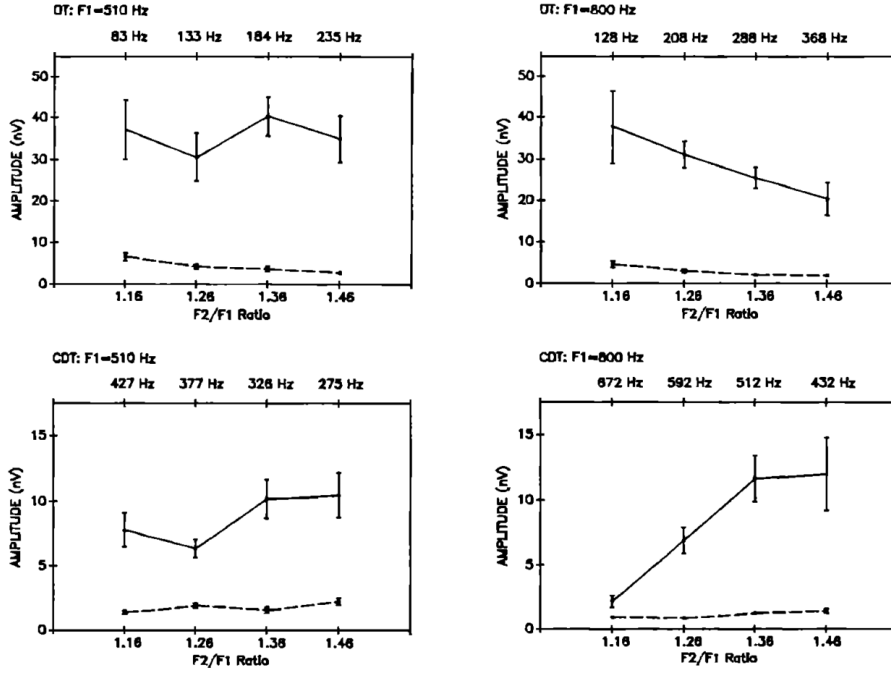 DT: F1=510 Hz
83 Hz 133 Hz 184 Hz 235 Hz
50
40
30
20
10
0
AMPLITUDE (nV)
1.16 1.26 1.36 1.46
F2/F1 Ratio
DT: F1=800 Hz
128 Hz 208 Hz 288 Hz 368 Hz
50
40
30
20
10
0
AMPLITUDE (nV)
1.16 1.26 1.36 1.46
F2/F1 Ratio
CDT: F1=510 Hz
427 Hz 377 Hz 326 Hz 275 Hz
15
10
5
0
AMPLITUDE (nV)
1.16 1.26 1.36 1.46
F2/F1 Ratio
CDT: F1=800 Hz
672 Hz 592 Hz 512 Hz 432 Hz
15
10
5
0
AMPLITUDE (nV)
1.16 1.26 1.36 1.46
F2/F1 Ratio